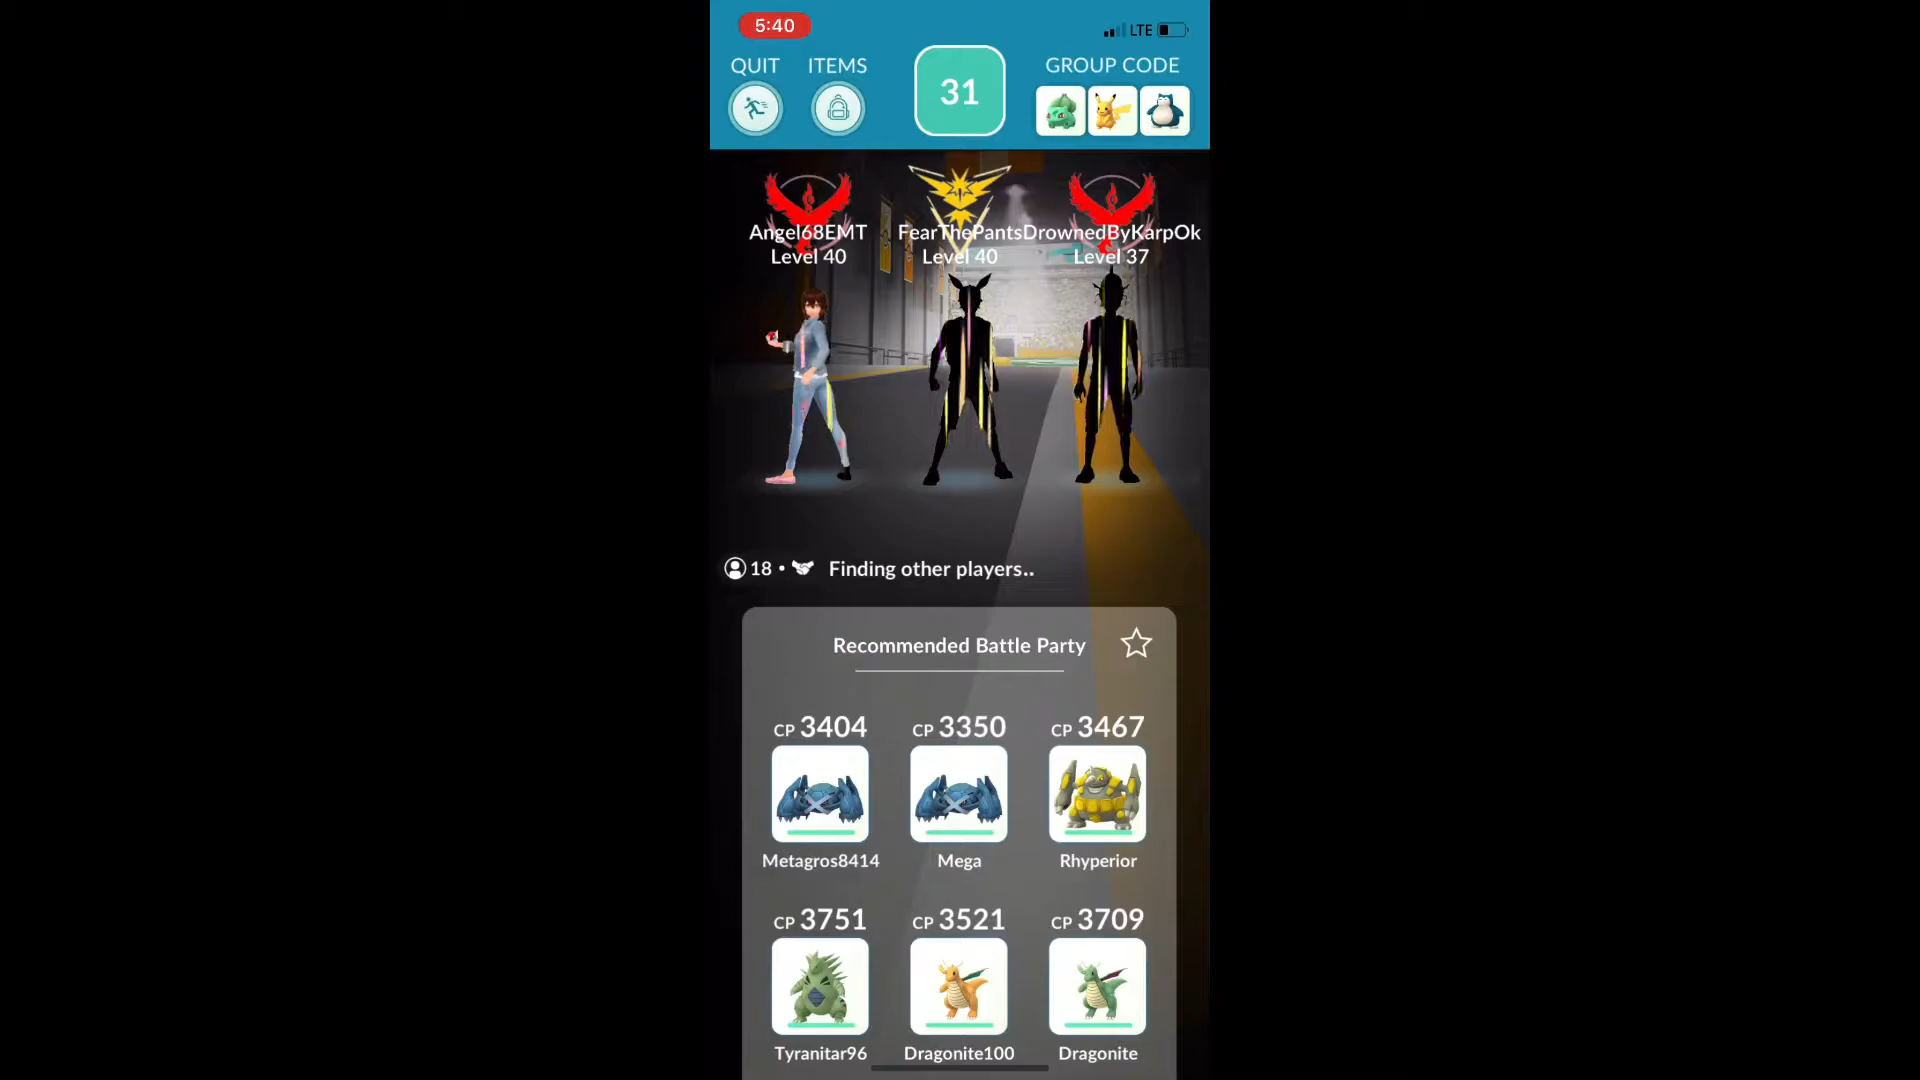 5:40
LTE
QUIT ITEMS
31
GROUP CODE
Angel68EMT
Level 40
FearThePants
Level 40
DrownedByKarpOk
Level 37
18 • Finding other players..
Recommended Battle Party
CP 3404 CP 3350 CP 3467
Metagros8414 Mega Rhyperior
CP 3751 CP 3521 CP 3709
Tyranitar96 Dragonite100 Dragonite